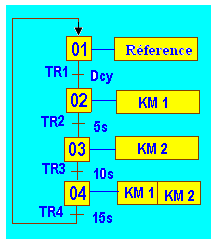 01 Réference
TR1 Dcy
02 KM 1
TR2 5s
03 KM 2
TR3 10s
04 KM 1 KM 2
TR4 15s